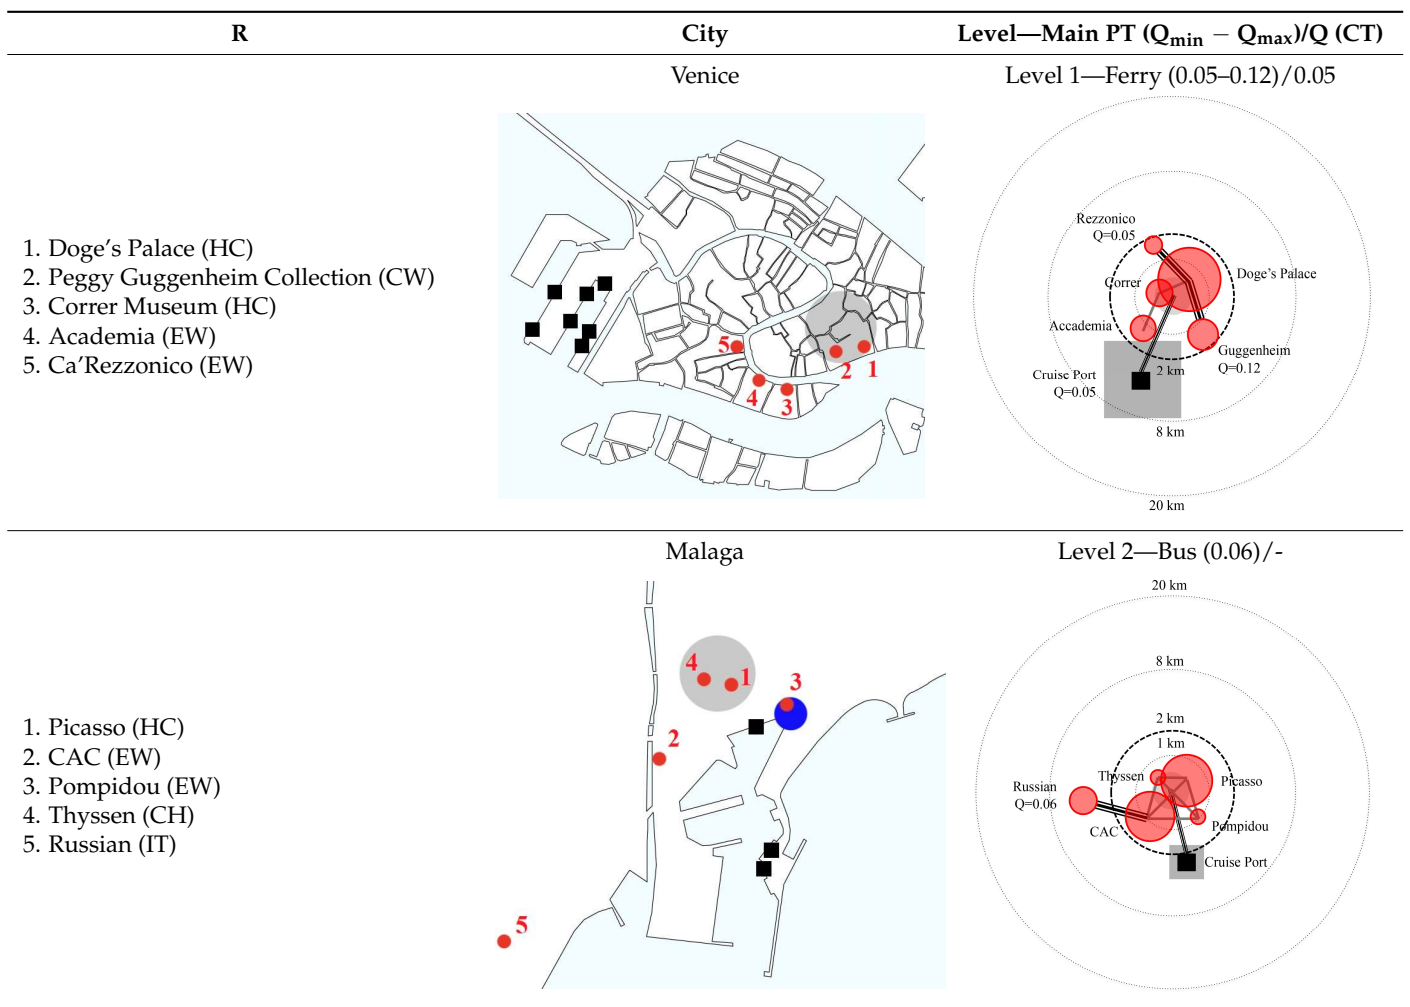 R City Level—Main PT (Qmin − Qmax)/Q (CT)
Venice
Level 1—Ferry (0.05–0.12)/0.05
1. Doge's Palace (HC)
2. Peggy Guggenheim Collection (CW)
3. Correr Museum (HC)
4. Academia (EW)
5. Ca'Rezzonico (EW)
5
2
1
4
3
Rezzonico
Q=0.05
Doge's Palace
Correr
Accademia
Guggenheim
Q=0.12
2 km
Cruise Port
Q=0.05
8 km
20 km
Malaga
Level 2—Bus (0.06)/-
1. Picasso (HC)
2. CAC (EW)
3. Pompidou (EW)
4. Thyssen (CH)
5. Russian (IT)
4
1
3
2
5
20 km
8 km
2 km
1 km
Thyssen
Picasso
Russian
Q=0.06
CAC
Pompidou
Cruise Port